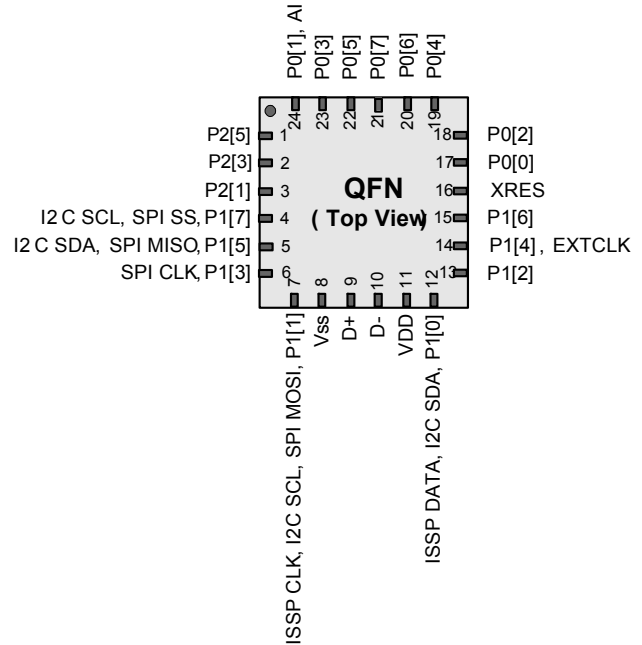 P0[1], AI
P0[3]
P0[5]
P0[7]
P0[6]
P0[4]
24
23
22
21
20
19
P2[5] 1
P2[3] 2
P2[1] 3
I2C SCL, SPI SS, P1[7] 4
I2C SDA, SPI MISO, P1[5] 5
SPI CLK, P1[3] 6
QFN
( Top View)
18 P0[2]
17 P0[0]
16 XRES
15 P1[6]
14 P1[4], EXTCLK
13 P1[2]
7
8
9
10
11
12
ISSP CLK, I2C SCL, SPI MOSI, P1[1]
Vss
D+
D-
VDD
ISSP DATA, I2C SDA, P1[0]